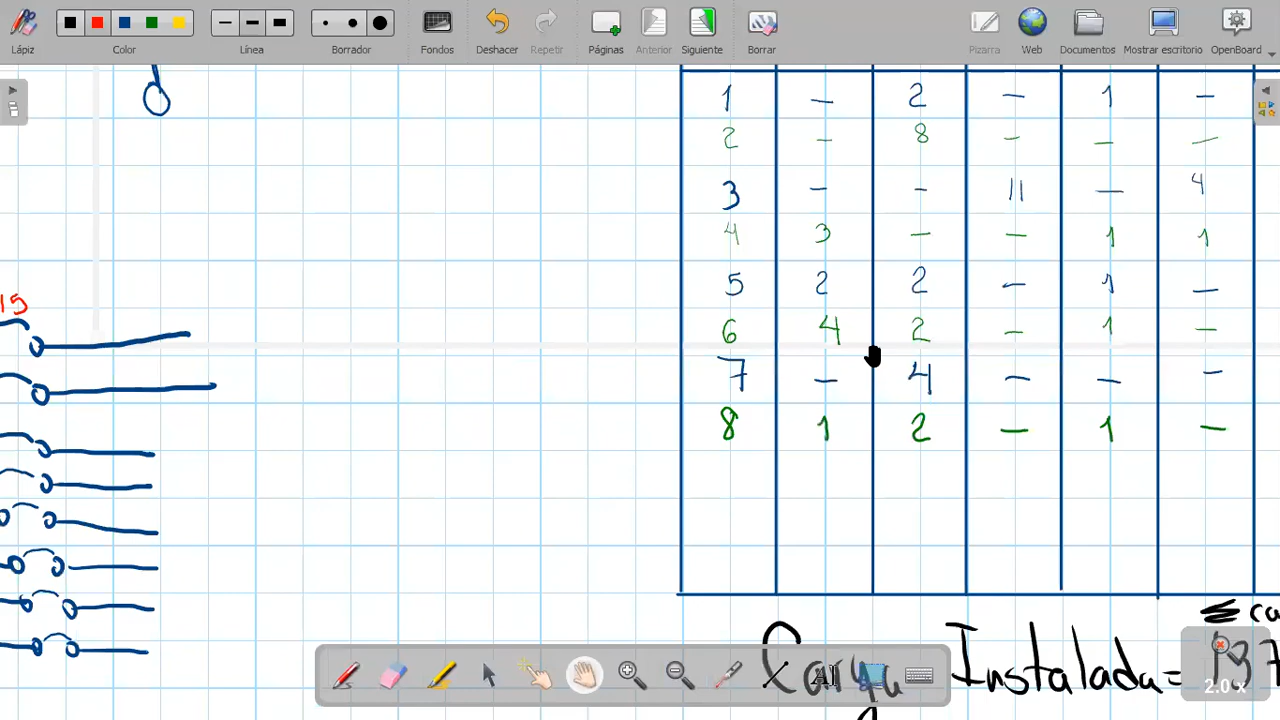 Lápiz Color Línea Borrador Fondos Deshacer Repetir Páginas Anterior Siguiente Borrar Pizarra Web Documentos Mostrar escritorio OpenBoard
1 – 2 – 1 –
2 – 8 – – –
3 – – 11 – 4
4 3 – – 1 1
15
5 2 2 – 1 –
6 4 2 – 1 –
7 – 4 – – –
8 1 2 – 1 –
Carga Instalada = 137
2.0 x